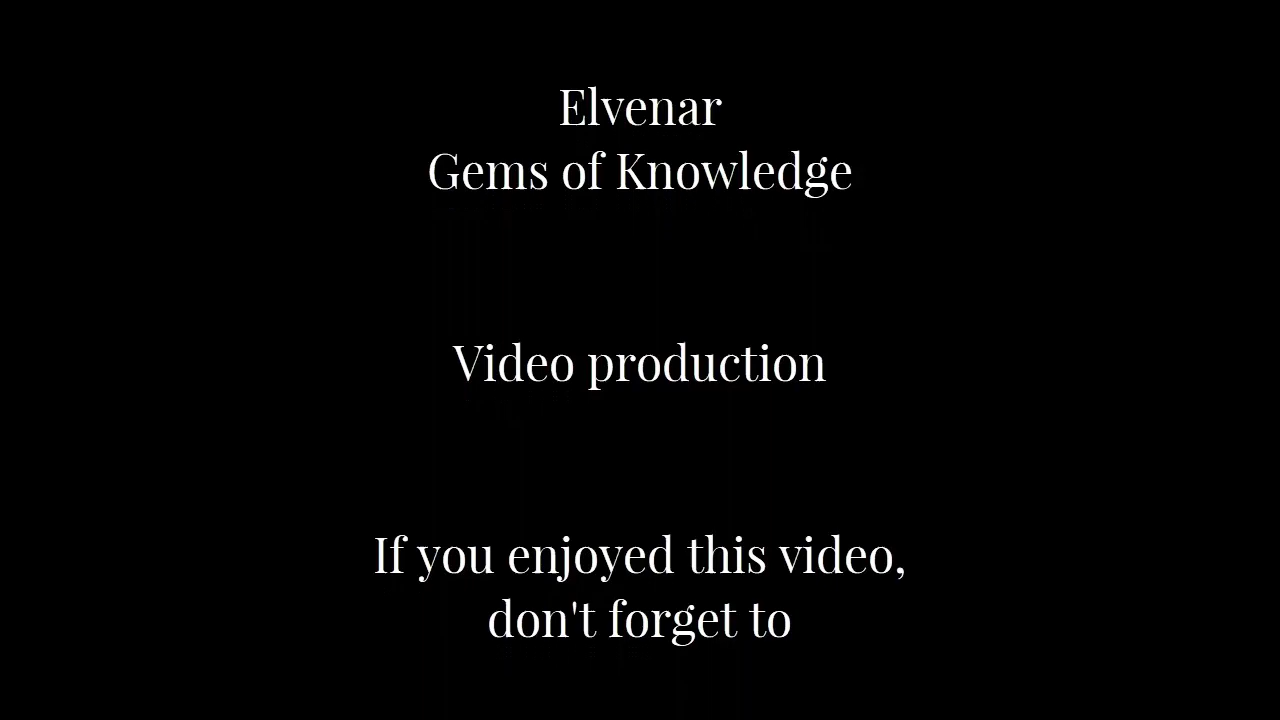 Elvenar
Gems of Knowledge
Video production
If you enjoyed this video,
don't forget to